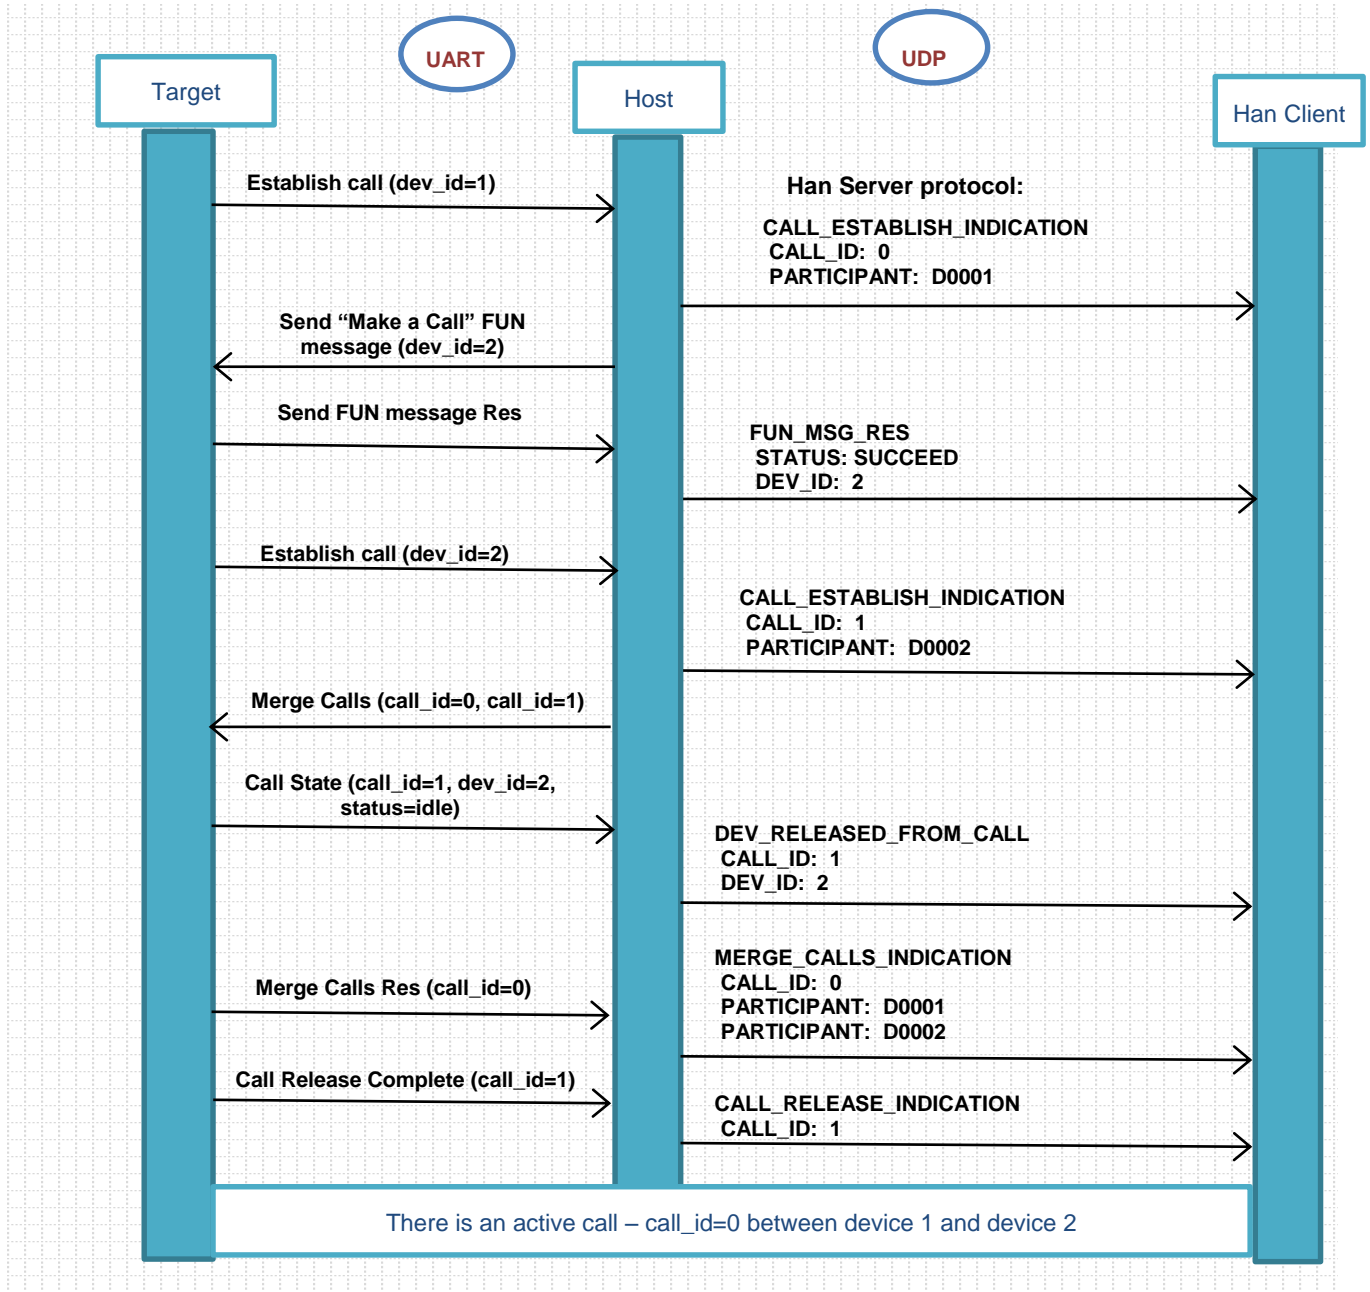 UART
UDP
Target
Host
Han Client
Establish call (dev_id=1)
Han Server protocol:
CALL_ESTABLISH_INDICATION
CALL_ID:  0
PARTICIPANT:  D0001
Send “Make a Call” FUN
message (dev_id=2)
Send FUN message Res
FUN_MSG_RES
STATUS: SUCCEED
DEV_ID:  2
Establish call (dev_id=2)
CALL_ESTABLISH_INDICATION
CALL_ID:  1
PARTICIPANT:  D0002
Merge Calls (call_id=0, call_id=1)
Call State (call_id=1, dev_id=2,
status=idle)
DEV_RELEASED_FROM_CALL
CALL_ID:  1
DEV_ID:  2
MERGE_CALLS_INDICATION
CALL_ID:  0
PARTICIPANT:  D0001
PARTICIPANT:  D0002
Merge Calls Res (call_id=0)
Call Release Complete (call_id=1)
CALL_RELEASE_INDICATION
CALL_ID:  1
There is an active call – call_id=0 between device 1 and device 2